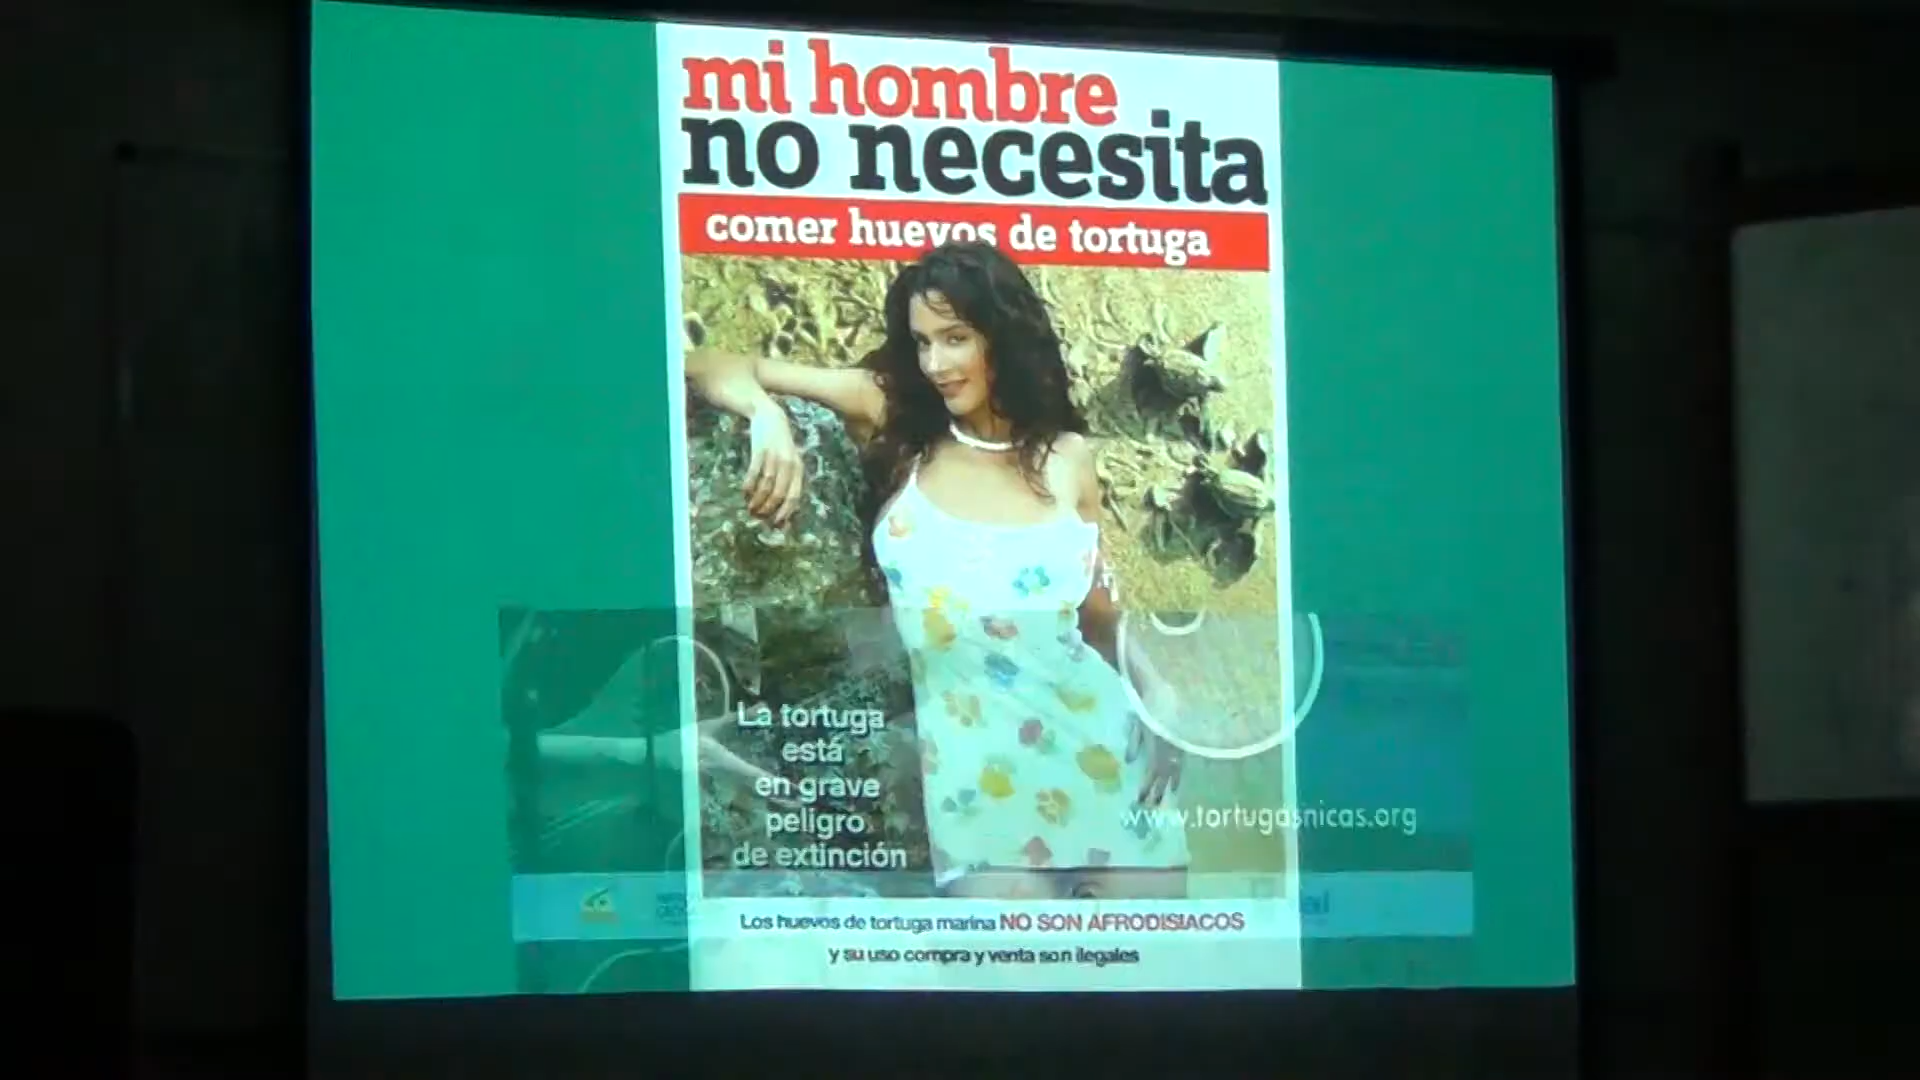 mi hombre
no necesita
comer huevos de tortuga
La tortuga
está
en grave
peligro
de extinción
www.tortugasnicas.org
Los huevos de tortuga marina NO SON AFRODISIACOS
y su uso compra y venta son ilegales